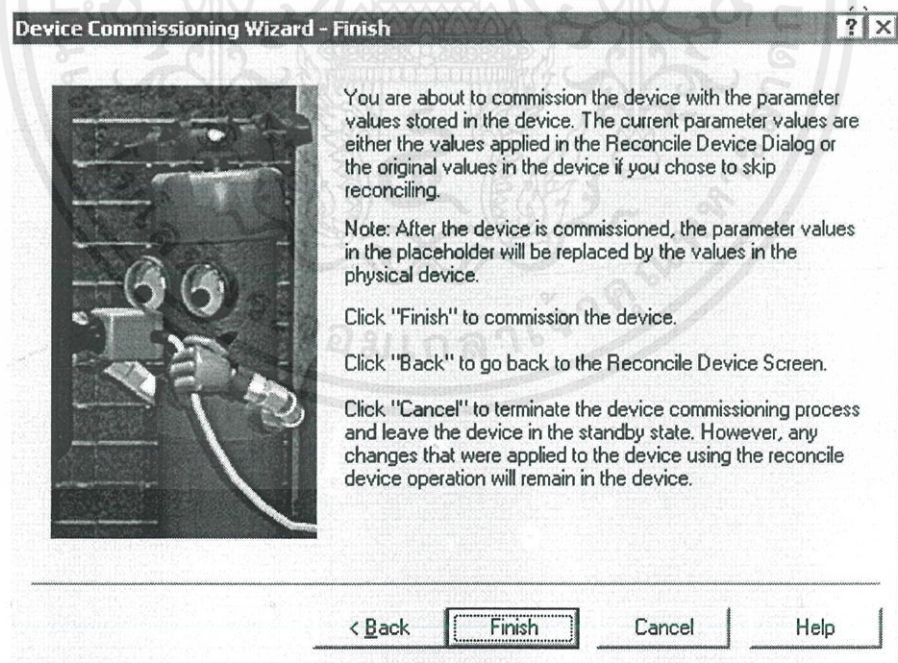 Device Commissioning Wizard - Finish
? X
You are about to commission the device with the parameter
values stored in the device. The current parameter values are
either the values applied in the Reconcile Device Dialog or
the original values in the device if you chose to skip
reconciling.
Note: After the device is commissioned, the parameter values
in the placeholder will be replaced by the values in the
physical device.
Click "Finish" to commission the device.
Click "Back" to go back to the Reconcile Device Screen.
Click "Cancel" to terminate the device commissioning process
and leave the device in the standby state. However, any
changes that were applied to the device using the reconcile
device operation will remain in the device.
< Back Finish Cancel Help